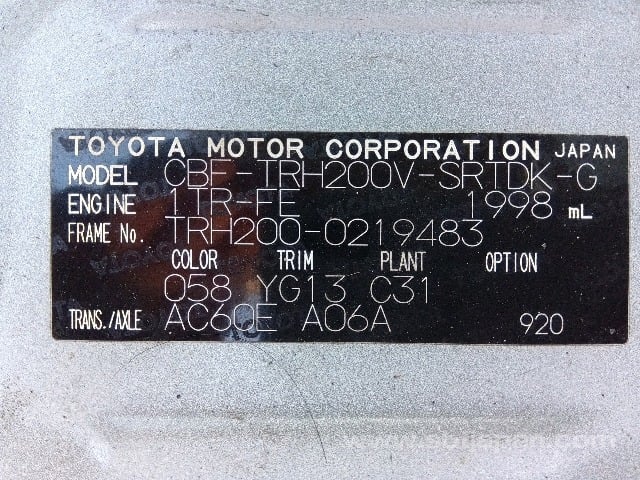 TOYOTA MOTOR CORPORATION JAPAN
MODEL CBF-TRH200V-SRTDK-G
ENGINE 1TR-FE 1998 mL
FRAME No. TRH200-0219483
COLOR TRIM PLANT OPTION
058 YG13 C31
TRANS./AXLE AC60E A06A 920